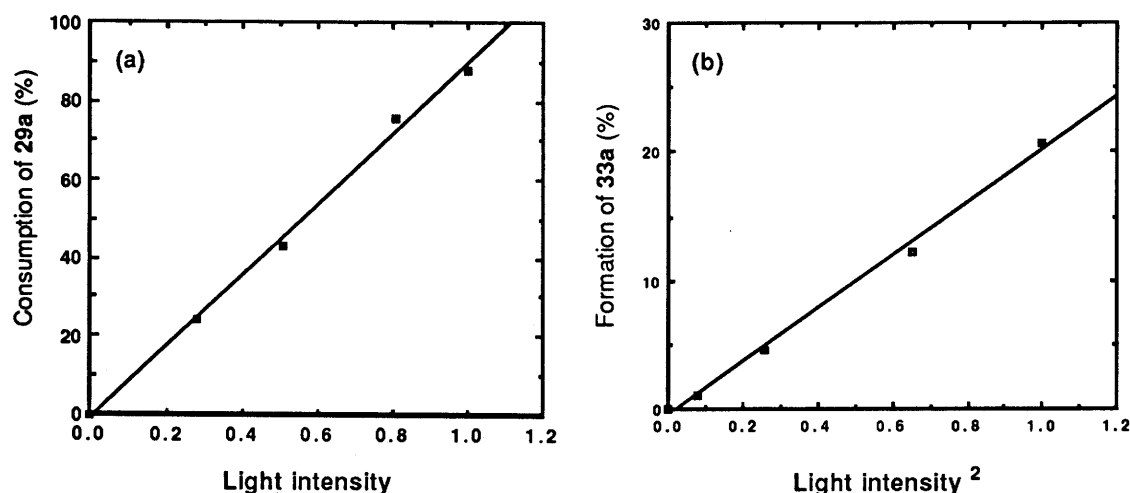 (a)
Consumption of 29a (%)
100
80
60
40
20
0
0.0 0.2 0.4 0.6 0.8 1.0 1.2
Light intensity
(b)
Formation of 33a (%)
30
20
10
0
0.0 0.2 0.4 0.6 0.8 1.0 1.2
Light intensity ²